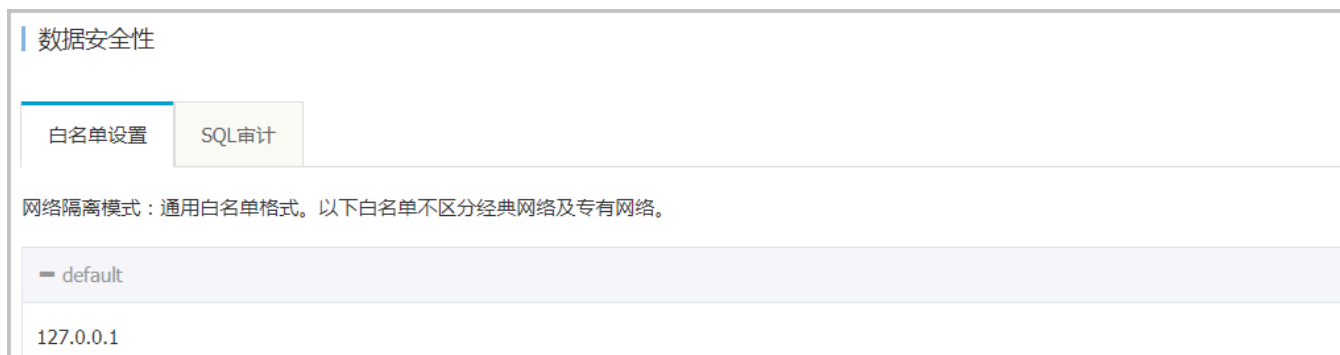 数据安全性
白名单设置 SQL审计
网络隔离模式：通用白名单格式。以下白名单不区分经典网络及专有网络。
default
127.0.0.1